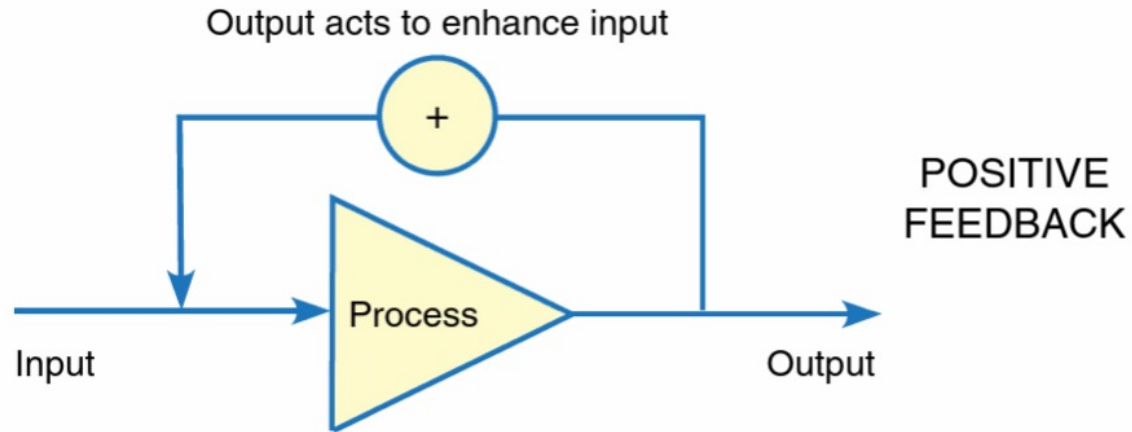 Output acts to enhance input
+
POSITIVE
FEEDBACK
Process
Input
Output